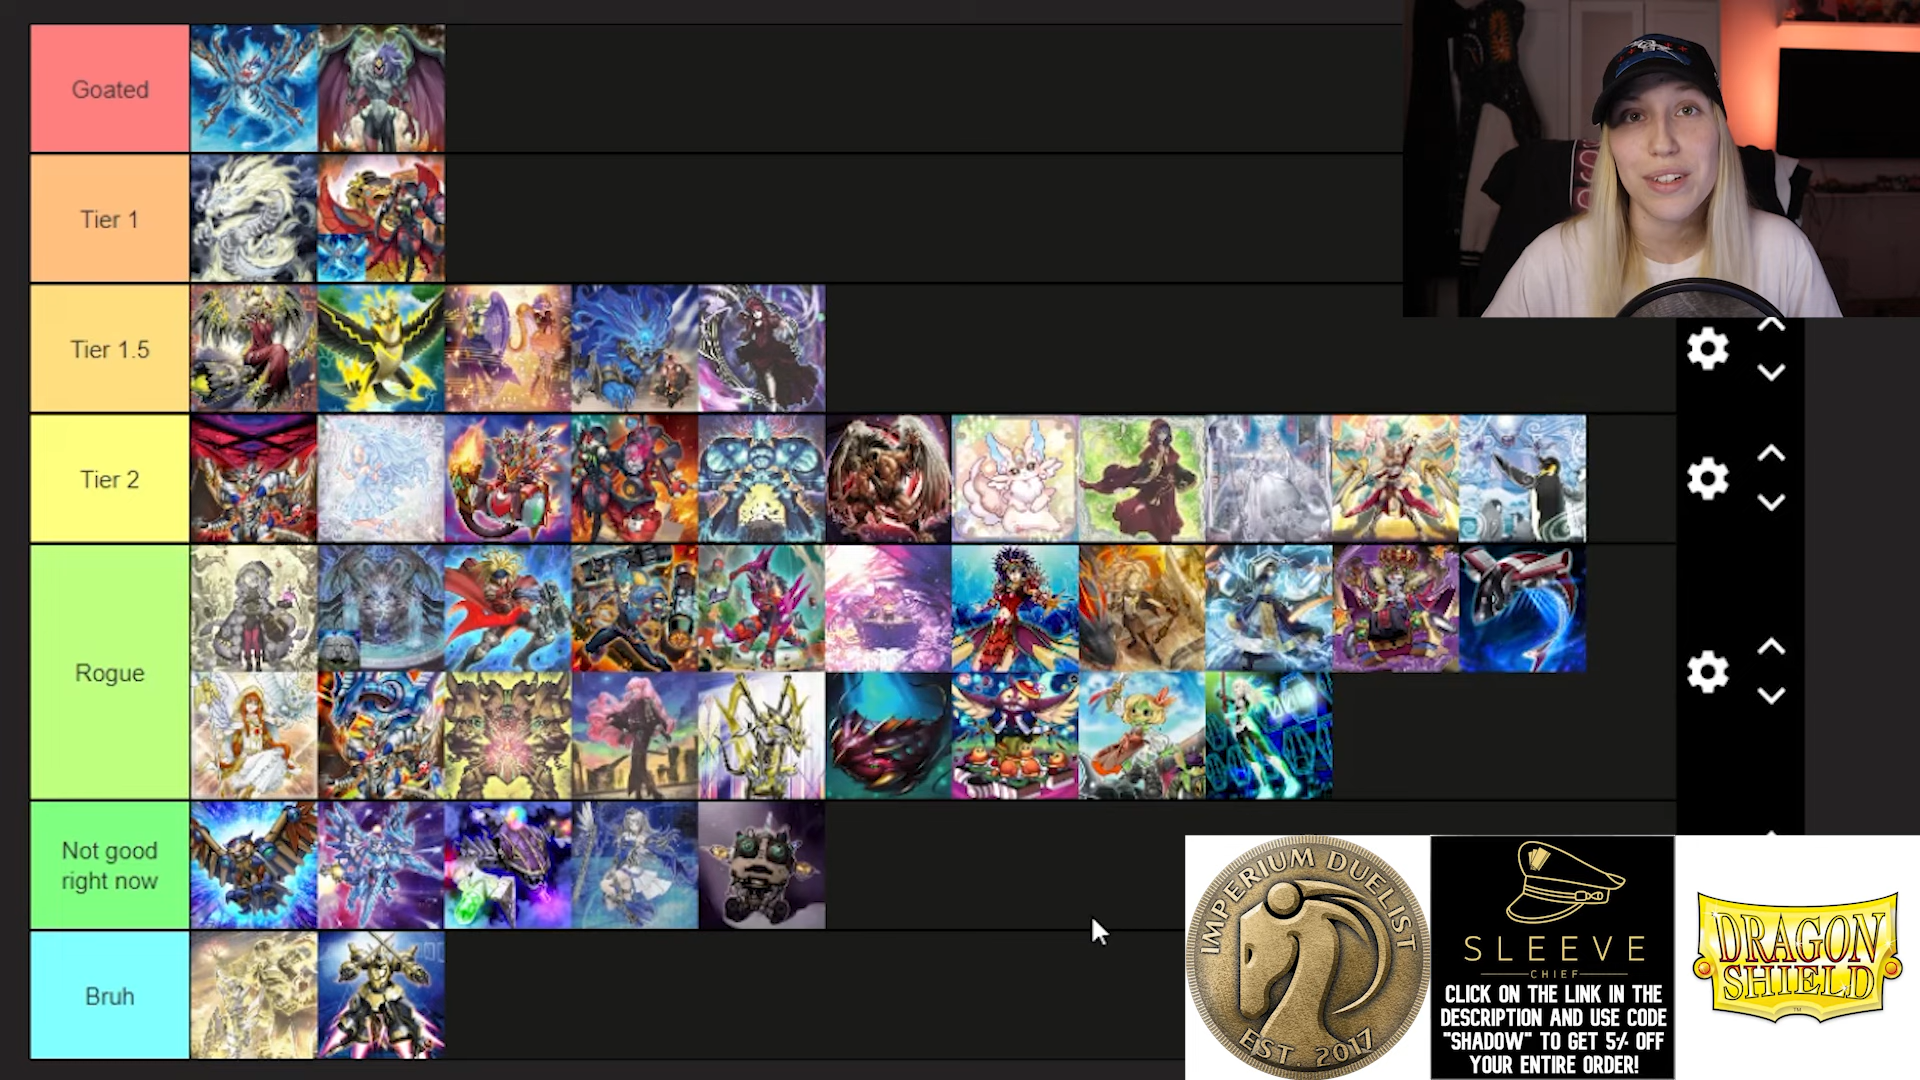 Goated
Tier 1
Tier 1.5
Tier 2
Rogue
Not good
right now
Bruh
IMPERIUM DUELIST
EST. 2017
SLEEVE
CHIEF
CLICK ON THE LINK IN THE
DESCRIPTION AND USE CODE
"SHADOW" TO GET 5% OFF
YOUR ENTIRE ORDER!
DRAGON
SHIELD